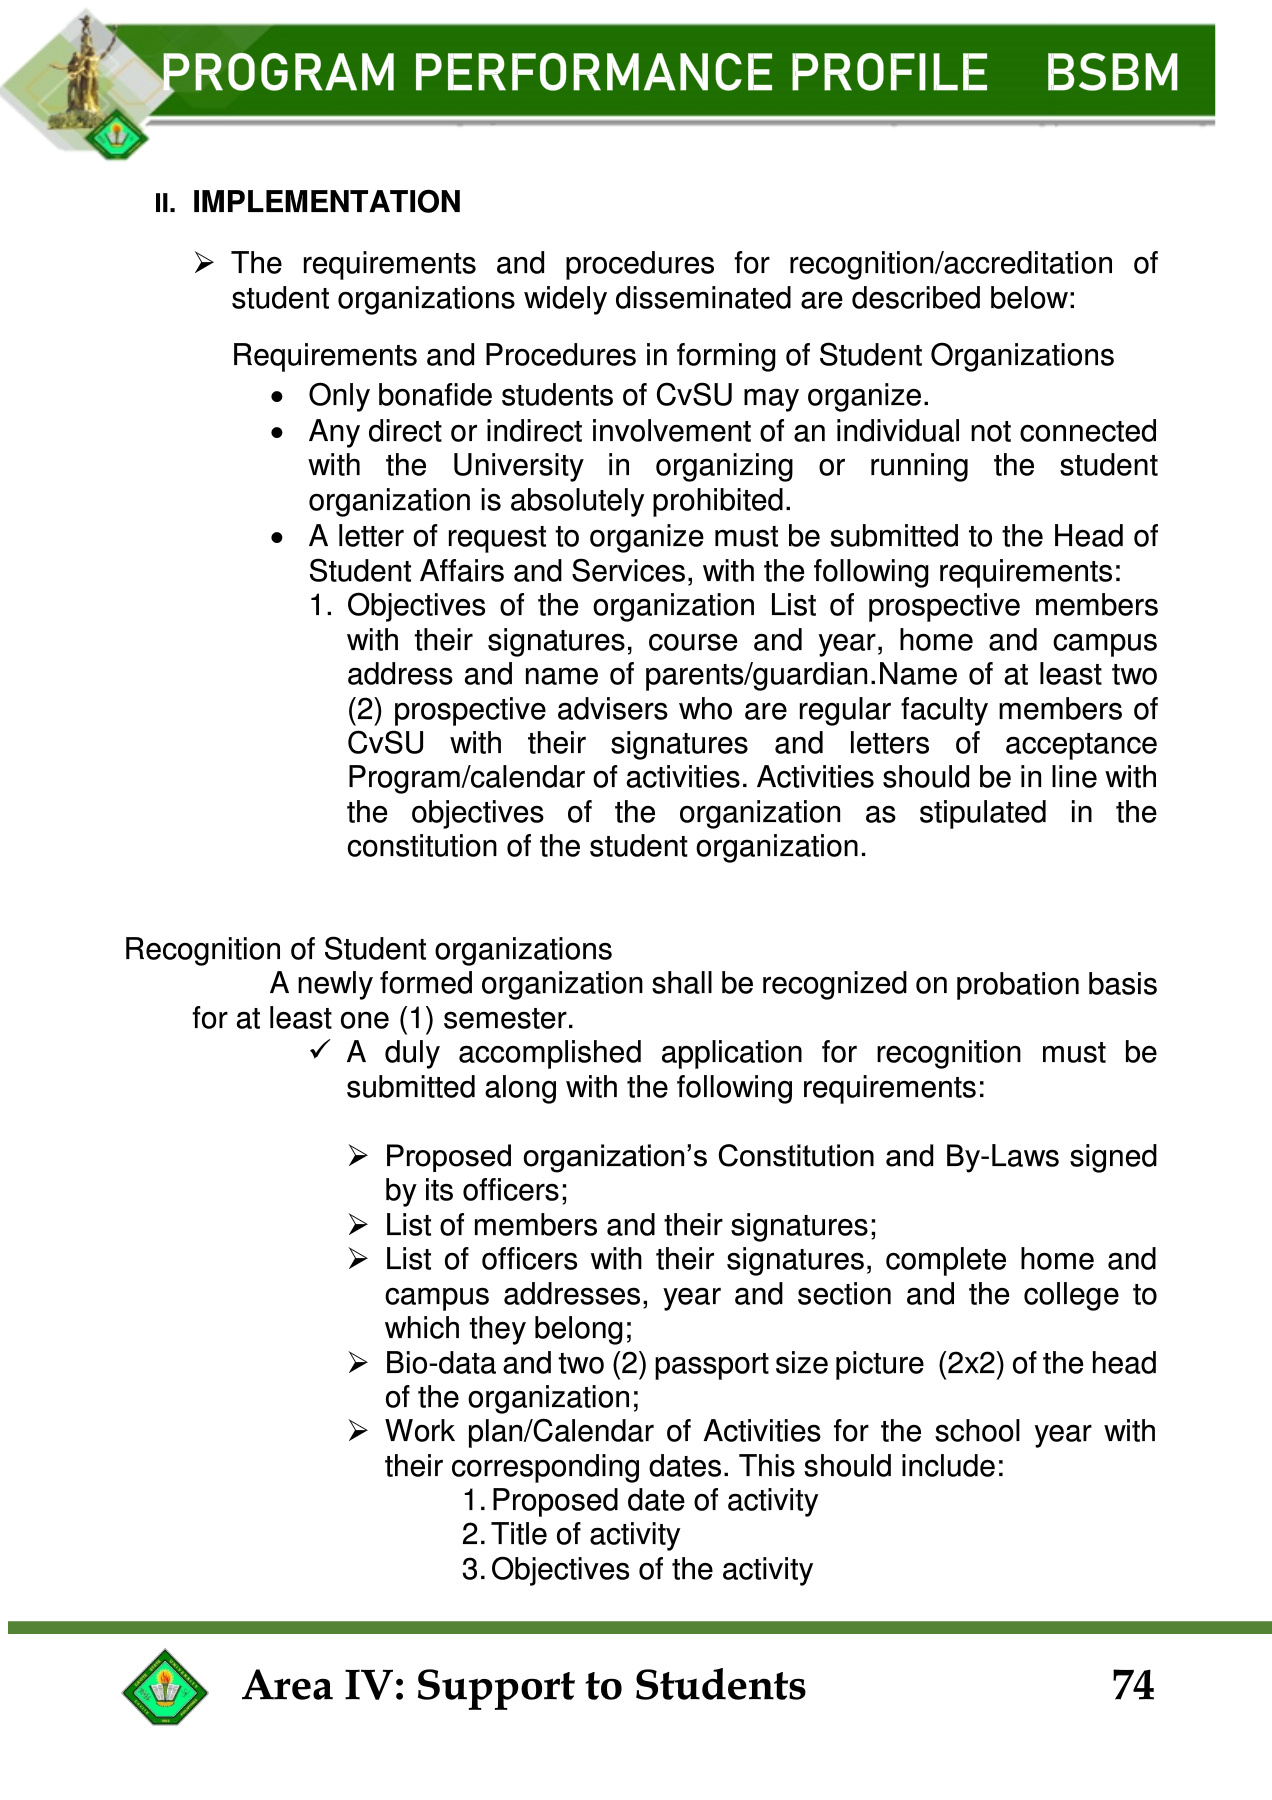 PROGRAM PERFORMANCE PROFILE BSBM
II. IMPLEMENTATION
➢ The requirements and procedures for recognition/accreditation of
student organizations widely disseminated are described below:
Requirements and Procedures in forming of Student Organizations
• Only bonafide students of CvSU may organize.
• Any direct or indirect involvement of an individual not connected
with the University in organizing or running the student
organization is absolutely prohibited.
• A letter of request to organize must be submitted to the Head of
Student Affairs and Services, with the following requirements:
1. Objectives of the organization List of prospective members
with their signatures, course and year, home and campus
address and name of parents/guardian.Name of at least two
(2) prospective advisers who are regular faculty members of
CvSU with their signatures and letters of acceptance
Program/calendar of activities. Activities should be in line with
the objectives of the organization as stipulated in the
constitution of the student organization.
Recognition of Student organizations
A newly formed organization shall be recognized on probation basis
for at least one (1) semester.
✓ A duly accomplished application for recognition must be
submitted along with the following requirements:
➢ Proposed organization’s Constitution and By-Laws signed
by its officers;
➢ List of members and their signatures;
➢ List of officers with their signatures, complete home and
campus addresses, year and section and the college to
which they belong;
➢ Bio-data and two (2) passport size picture (2x2) of the head
of the organization;
➢ Work plan/Calendar of Activities for the school year with
their corresponding dates. This should include:
1. Proposed date of activity
2. Title of activity
3. Objectives of the activity
Area IV: Support to Students 74